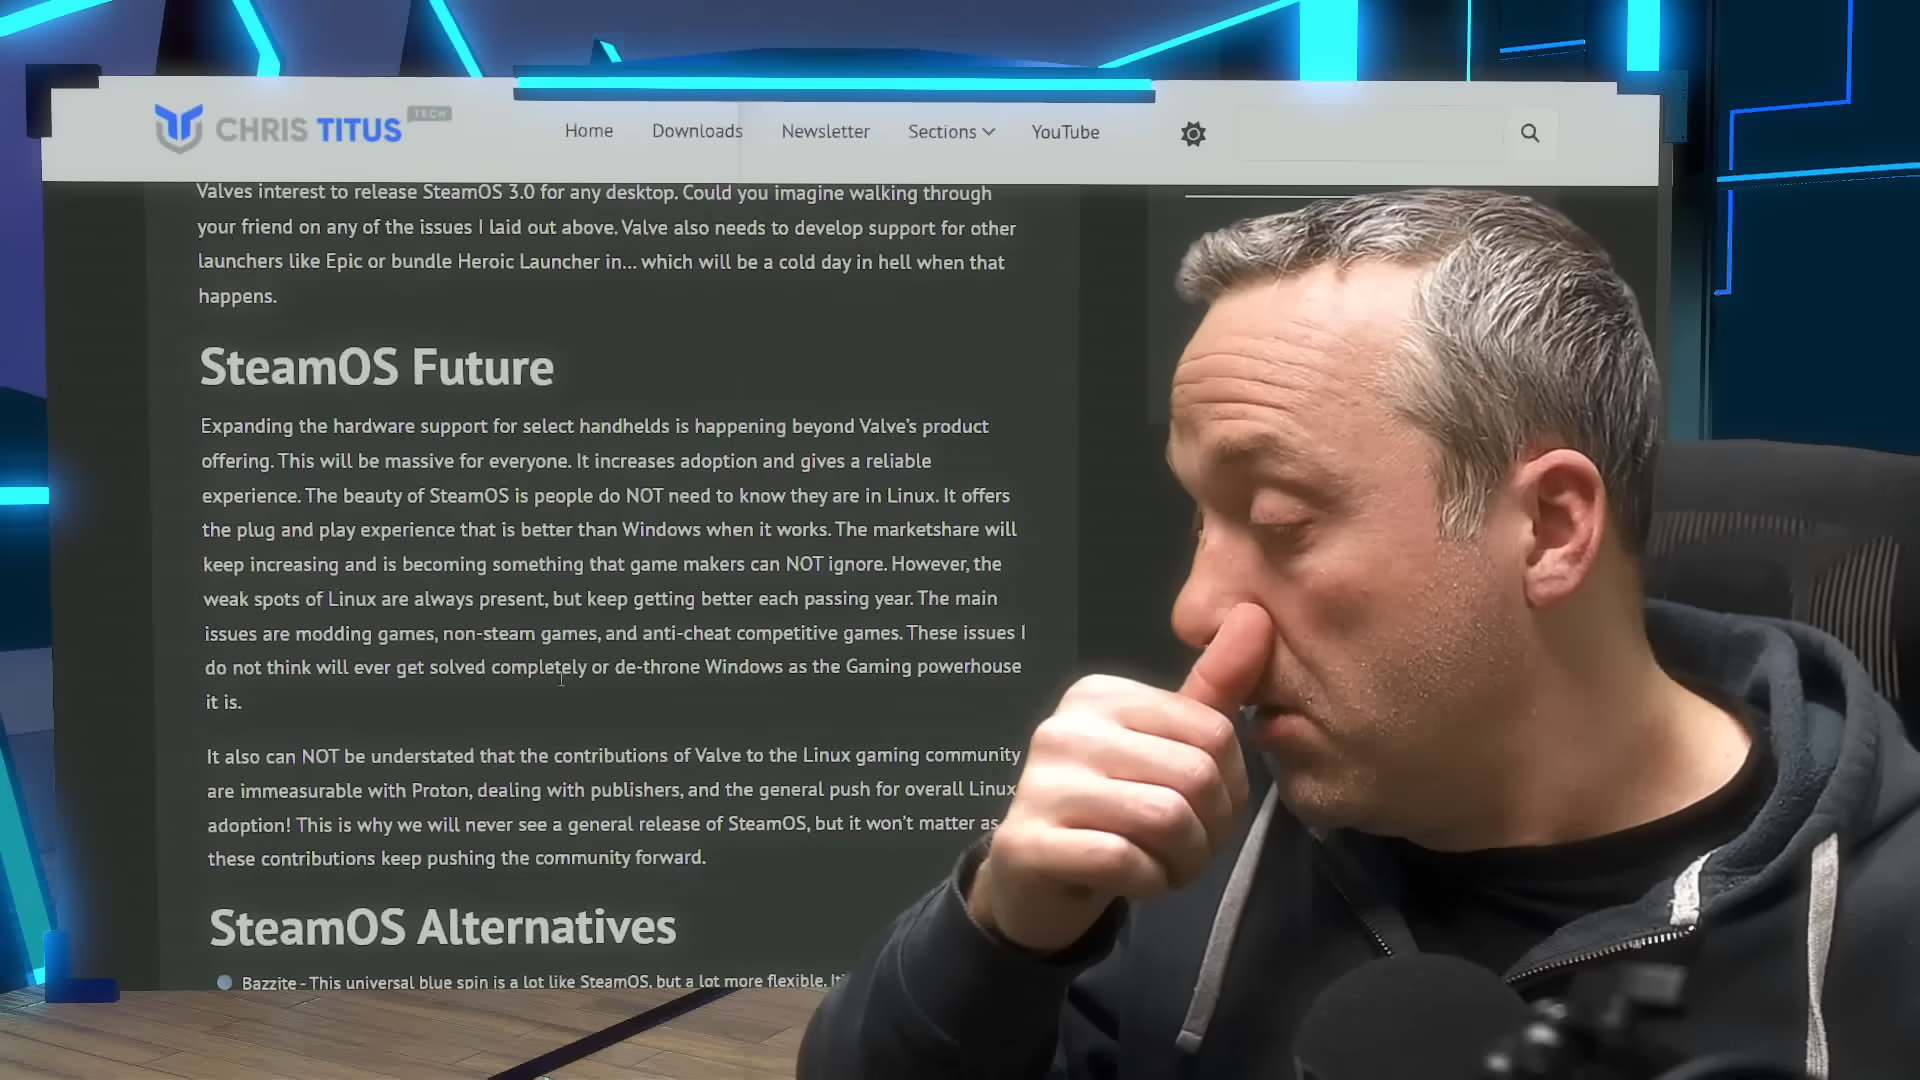 CHRIS TITUS TECH
Home Downloads Newsletter Sections YouTube
Valves interest to release SteamOS 3.0 for any desktop. Could you imagine walking through
your friend on any of the issues I laid out above. Valve also needs to develop support for other
launchers like Epic or bundle Heroic Launcher in... which will be a cold day in hell when that
happens.
SteamOS Future
Expanding the hardware support for select handhelds is happening beyond Valve's product
offering. This will be massive for everyone. It increases adoption and gives a reliable
experience. The beauty of SteamOS is people do NOT need to know they are in Linux. It offers
the plug and play experience that is better than Windows when it works. The marketshare will
keep increasing and is becoming something that game makers can NOT ignore. However, the
weak spots of Linux are always present, but keep getting better each passing year. The main
issues are modding games, non-steam games, and anti-cheat competitive games. These issues I
do not think will ever get solved completely or de-throne Windows as the Gaming powerhouse
it is.
It also can NOT be understated that the contributions of Valve to the Linux gaming community
are immeasurable with Proton, dealing with publishers, and the general push for overall Linux
adoption! This is why we will never see a general release of SteamOS, but it won't matter as
these contributions keep pushing the community forward.
SteamOS Alternatives
Bazzite - This universal blue spin is a lot like SteamOS, but a lot more flexible.